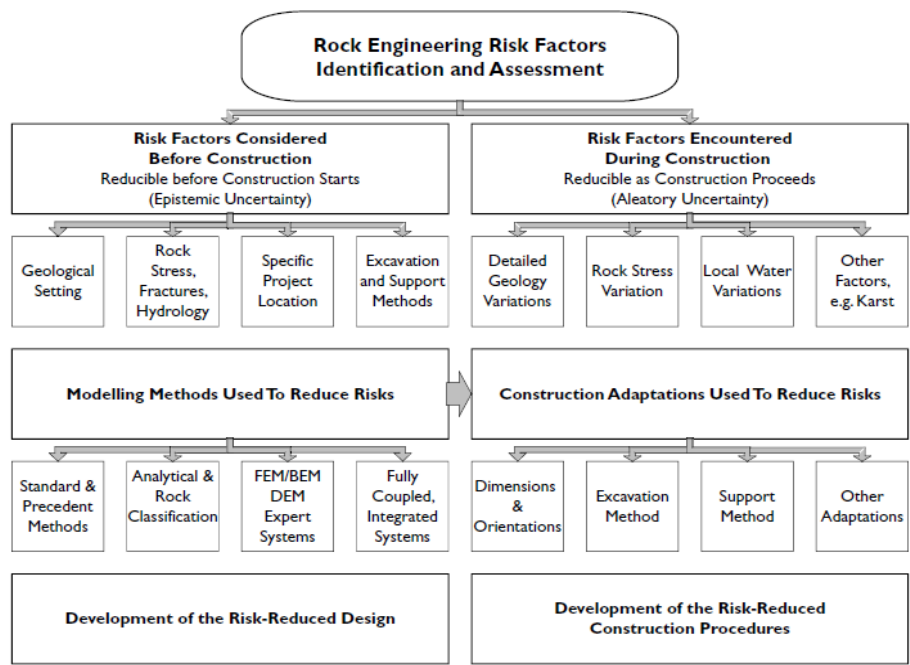 Rock Engineering Risk Factors
Identification and Assessment
Risk Factors Considered
Before Construction
Reducible before Construction Starts
(Epistemic Uncertainty)
Risk Factors Encountered
During Construction
Reducible as Construction Proceeds
(Aleatory Uncertainty)
Geological
Setting
Rock
Stress,
Fractures,
Hydrology
Specific
Project
Location
Excavation
and Support
Methods
Detailed
Geology
Variations
Rock Stress
Variation
Local Water
Variations
Other
Factors,
e.g. Karst
Modelling Methods Used To Reduce Risks
Construction Adaptations Used To Reduce Risks
Standard &
Precedent
Methods
Analytical &
Rock
Classification
FEM/BEM
DEM
Expert
Systems
Fully
Coupled,
Integrated
Systems
Dimensions
&
Orientations
Excavation
Method
Support
Method
Other
Adaptations
Development of the Risk-Reduced Design
Development of the Risk-Reduced
Construction Procedures